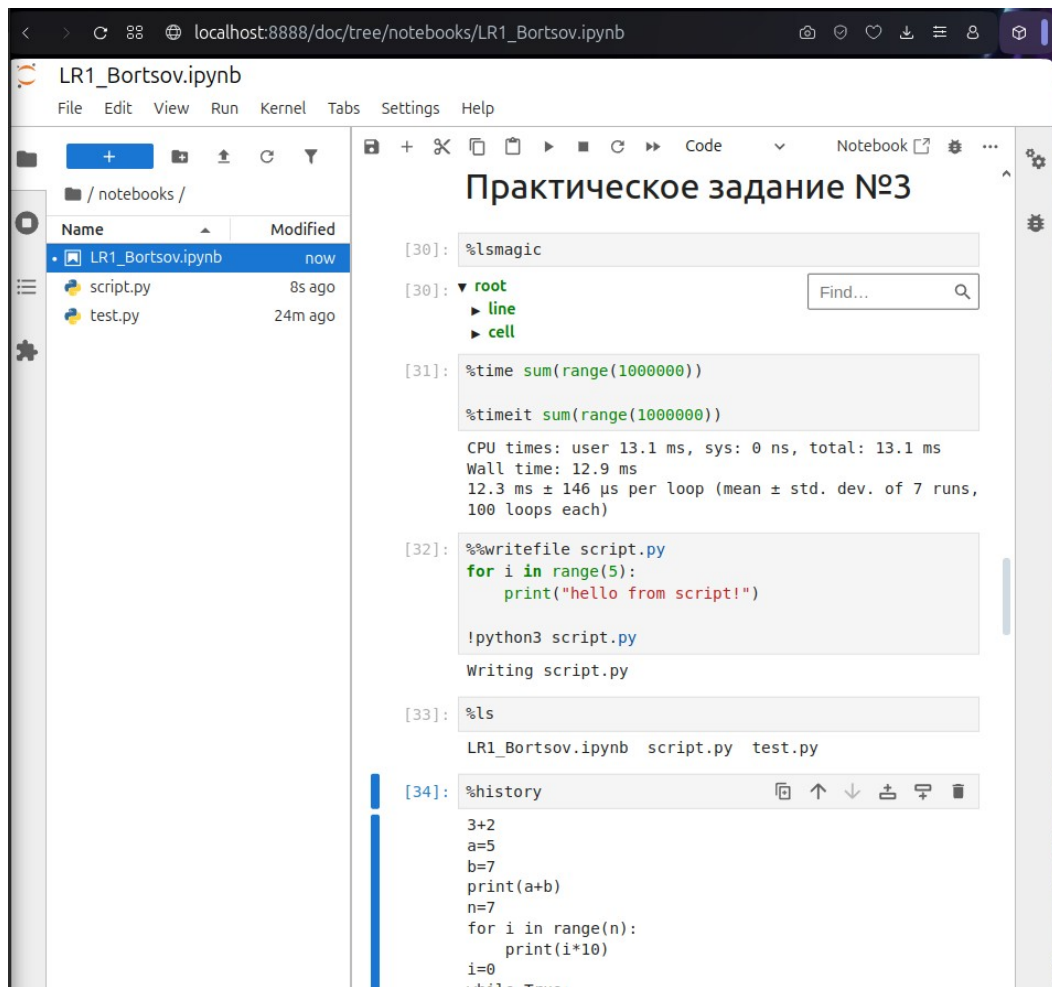 localhost:8888/doc/tree/notebooks/LR1_Bortsov.ipynb
LR1_Bortsov.ipynb
File Edit View Run Kernel Tabs Settings Help
/ notebooks /
Name Modified
LR1_Bortsov.ipynb now
script.py 8s ago
test.py 24m ago
Code Notebook
Практическое задание №3
[30]: %lsmagic
[30]: ▼ root
Find...
► line
► cell
[31]: %time sum(range(1000000))
%timeit sum(range(1000000))
CPU times: user 13.1 ms, sys: 0 ns, total: 13.1 ms
Wall time: 12.9 ms
12.3 ms ± 146 µs per loop (mean ± std. dev. of 7 runs,
100 loops each)
[32]: %%writefile script.py
for i in range(5):
    print("hello from script!")
!python3 script.py
Writing script.py
[33]: %ls
LR1_Bortsov.ipynb  script.py  test.py
[34]: %history
3+2
a=5
b=7
print(a+b)
n=7
for i in range(n):
    print(i*10)
i=0
while True: